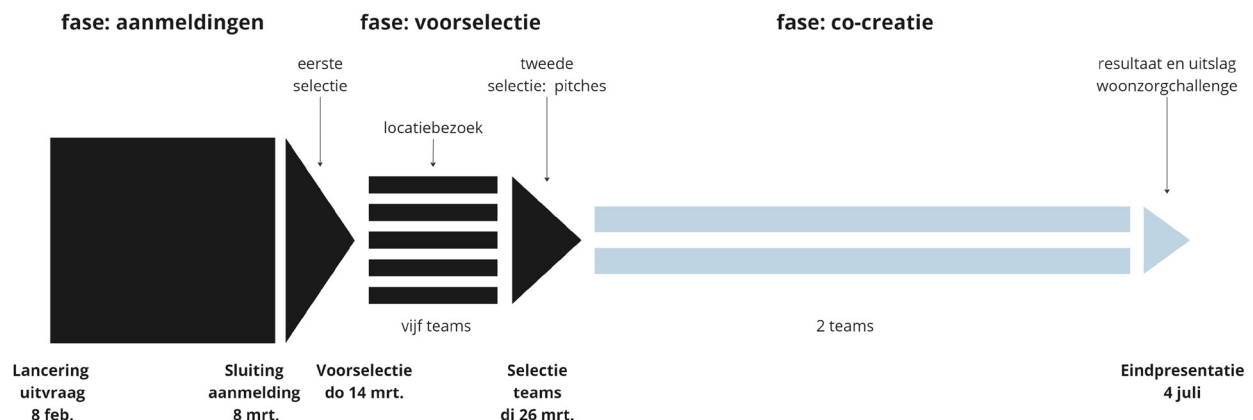 fase: aanmeldingen
fase: voorselectie
fase: co-creatie
eerste
selectie
tweede
selectie: pitches
resultaat en uitslag
woonzorgchallenge
locatiebezoek
vijf teams
2 teams
Lancering
uitvraag
8 feb.
Sluiting
aanmelding
8 mrt.
Voorselectie
do 14 mrt.
Selectie
teams
di 26 mrt.
Eindpresentatie
4 juli